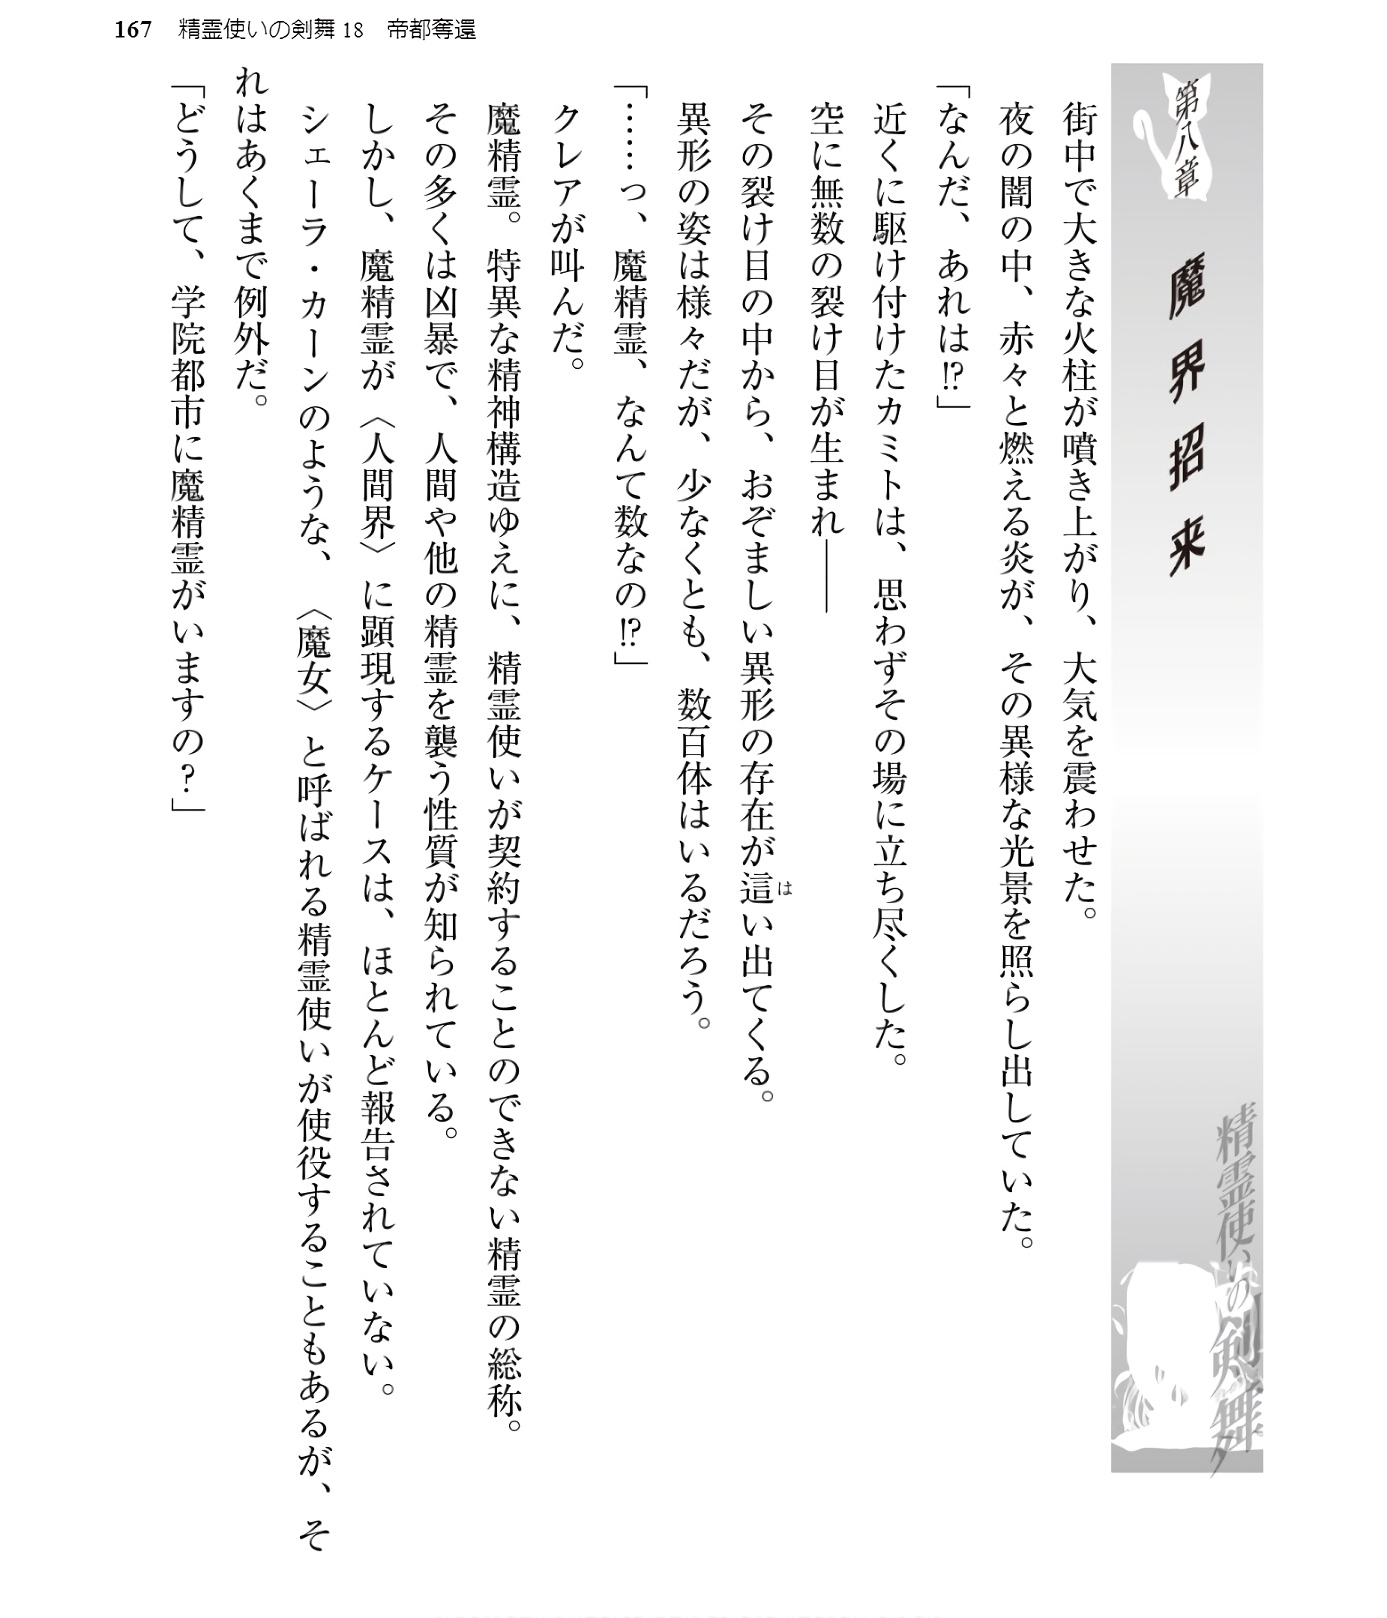 167　精霊使いの剣舞 18　帝都奪還
第八章
魔界招来
精霊使いの剣舞
街中で大きな火柱が噴き上がり、大気を震わせた。
夜の闇の中、赤々と燃える炎が、その異様な光景を照らし出していた。
「なんだ、あれは⁉」
近くに駆け付けたカミトは、思わずその場に立ち尽くした。
空に無数の裂け目が生まれ――
その裂け目の中から、おぞましい異形の存在が這は い出てくる。
異形の姿は様々だが、少なくとも、数百体はいるだろう。
「……っ、魔精霊、なんて数なの⁉」
クレアが叫んだ。
魔精霊。特異な精神構造ゆえに、精霊使いが契約することのできない精霊の総称。
その多くは凶暴で、人間や他の精霊を襲う性質が知られている。
しかし、魔精霊が〈人間界〉に顕現するケースは、ほとんど報告されていない。
シェーラ・カーンのような、〈魔女〉と呼ばれる精霊使いが使役することもあるが、そ
れはあくまで例外だ。
「どうして、学院都市に魔精霊がいますの？」